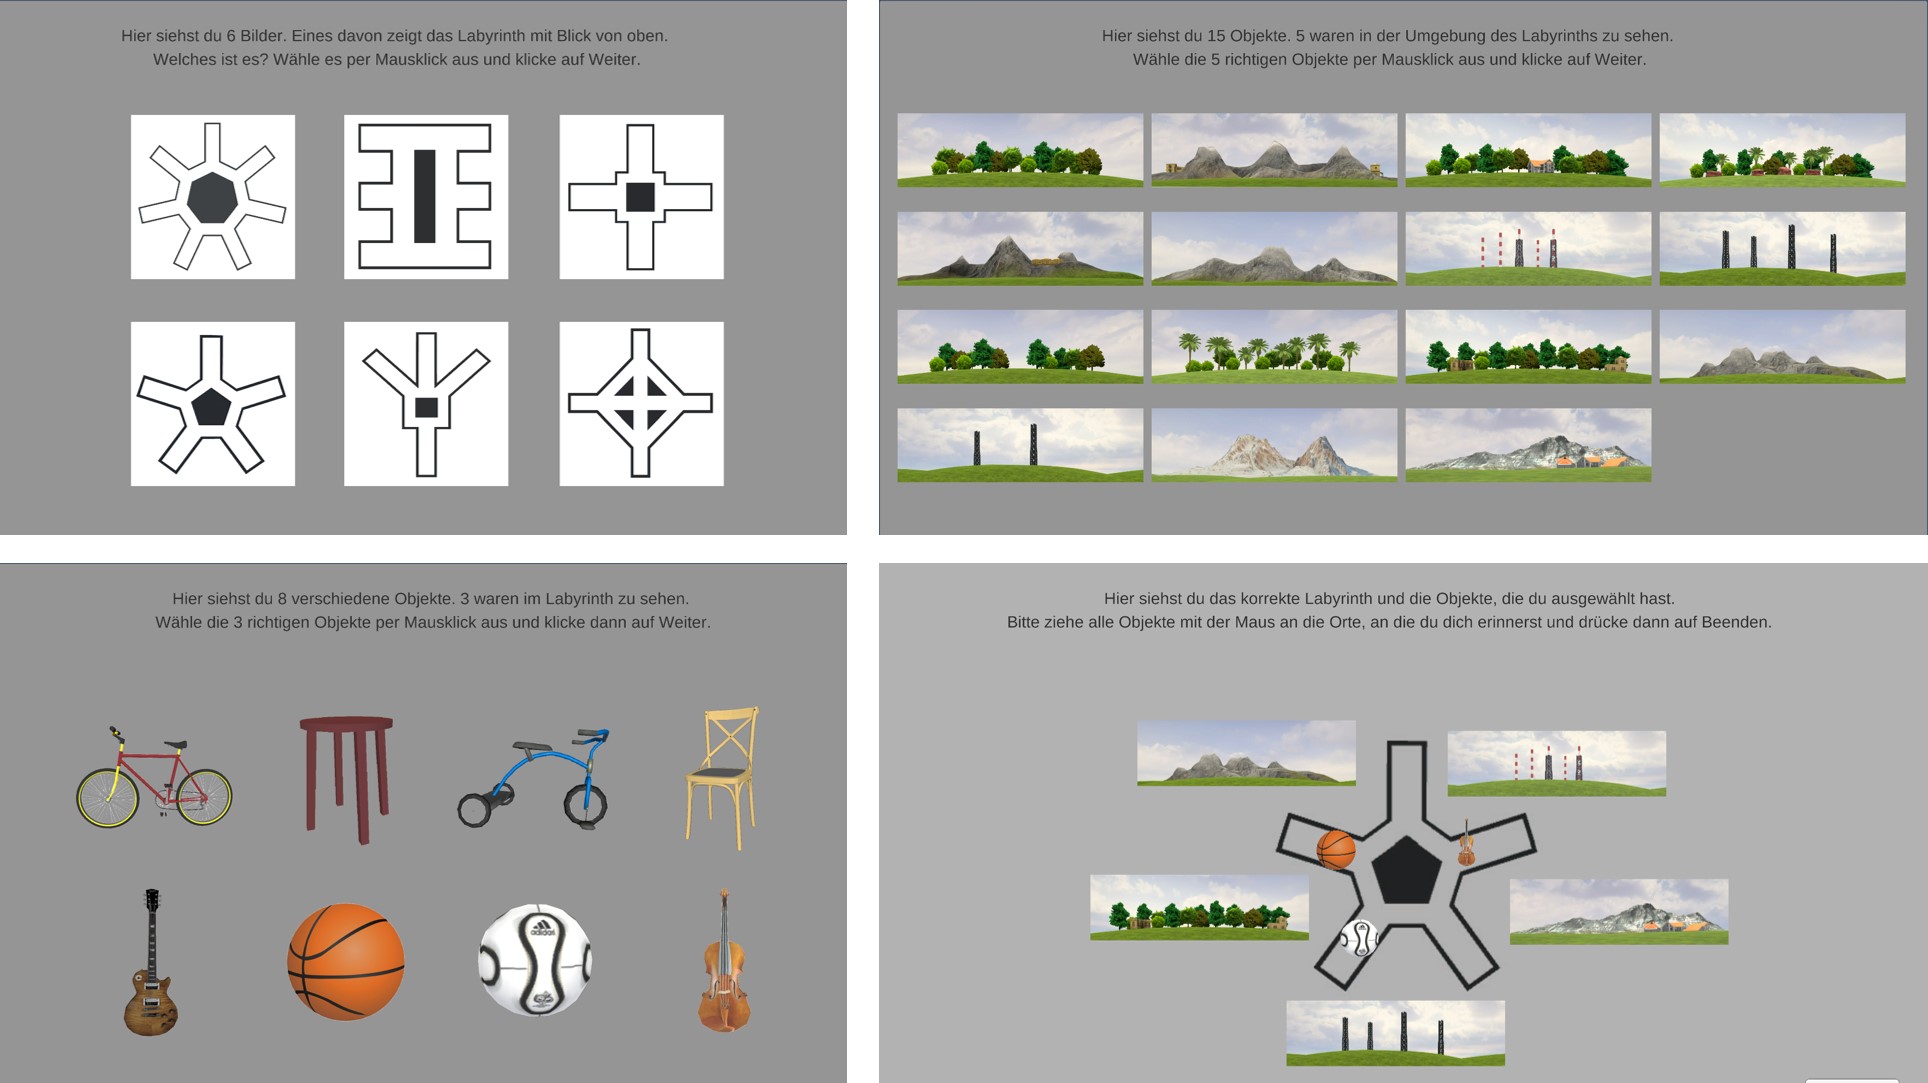 Hier siehst du 6 Bilder. Eines davon zeigt das Labyrinth mit Blick von oben.
Welches ist es? Wähle es per Mausklick aus und klicke auf Weiter.
Hier siehst du 15 Objekte. 5 waren in der Umgebung des Labyrinths zu sehen.
Wähle die 5 richtigen Objekte per Mausklick aus und klicke auf Weiter.
Hier siehst du 8 verschiedene Objekte. 3 waren im Labyrinth zu sehen.
Wähle die 3 richtigen Objekte per Mausklick aus und klicke dann auf Weiter.
adidas
Hier siehst du das korrekte Labyrinth und die Objekte, die du ausgewählt hast.
Bitte ziehe alle Objekte mit der Maus an die Orte, an die du dich erinnerst und drücke dann auf Beenden.